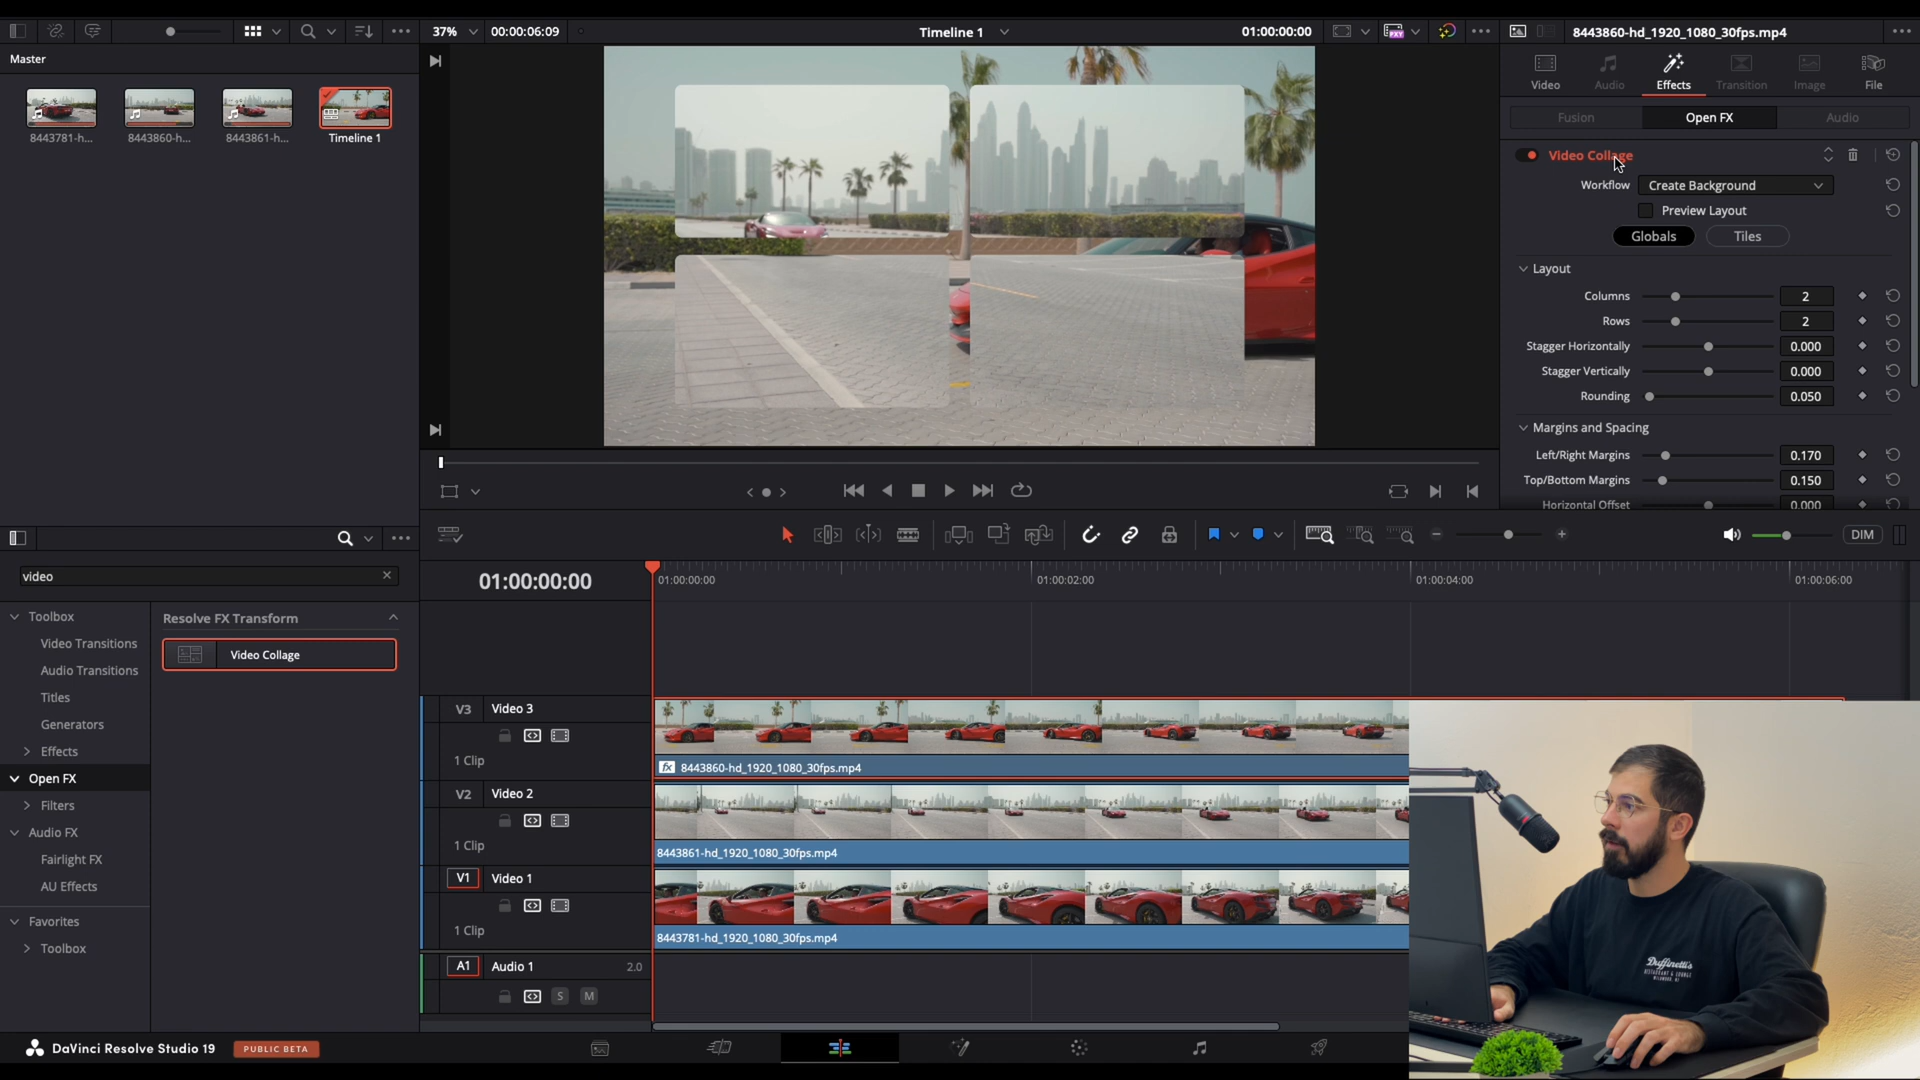 37%
00:00:06:09
Timeline 1
01:00:00:00
PXY
8443860-hd_1920_1080_30fps.mp4
Master
Video
Audio
Effects
Transition
Image
File
8443781-h...
8443860-h...
8443861-h...
Timeline 1
Fusion
Open FX
Audio
Video Collage
Workflow
Create Background
Preview Layout
Globals
Tiles
Layout
Columns
2
Rows
2
Stagger Horizontally
0.000
Stagger Vertically
0.000
Rounding
0.050
Margins and Spacing
Left/Right Margins
0.170
Top/Bottom Margins
0.150
Horizontal Offset
0.000
DIM
video
01:00:00:00
01:00:00:00
01:00:02:00
01:00:04:00
01:00:06:00
Toolbox
Video Transitions
Audio Transitions
Titles
Generators
Effects
Open FX
Filters
Audio FX
Fairlight FX
AU Effects
Favorites
Toolbox
Resolve FX Transform
Video Collage
V3
Video 3
1 Clip
fx
8443860-hd_1920_1080_30fps.mp4
V2
Video 2
1 Clip
8443861-hd_1920_1080_30fps.mp4
V1
Video 1
1 Clip
8443781-hd_1920_1080_30fps.mp4
A1
Audio 1
2.0
S
M
Duffinetti's
RESTAURANT & LOUNGE
DaVinci Resolve Studio 19
PUBLIC BETA